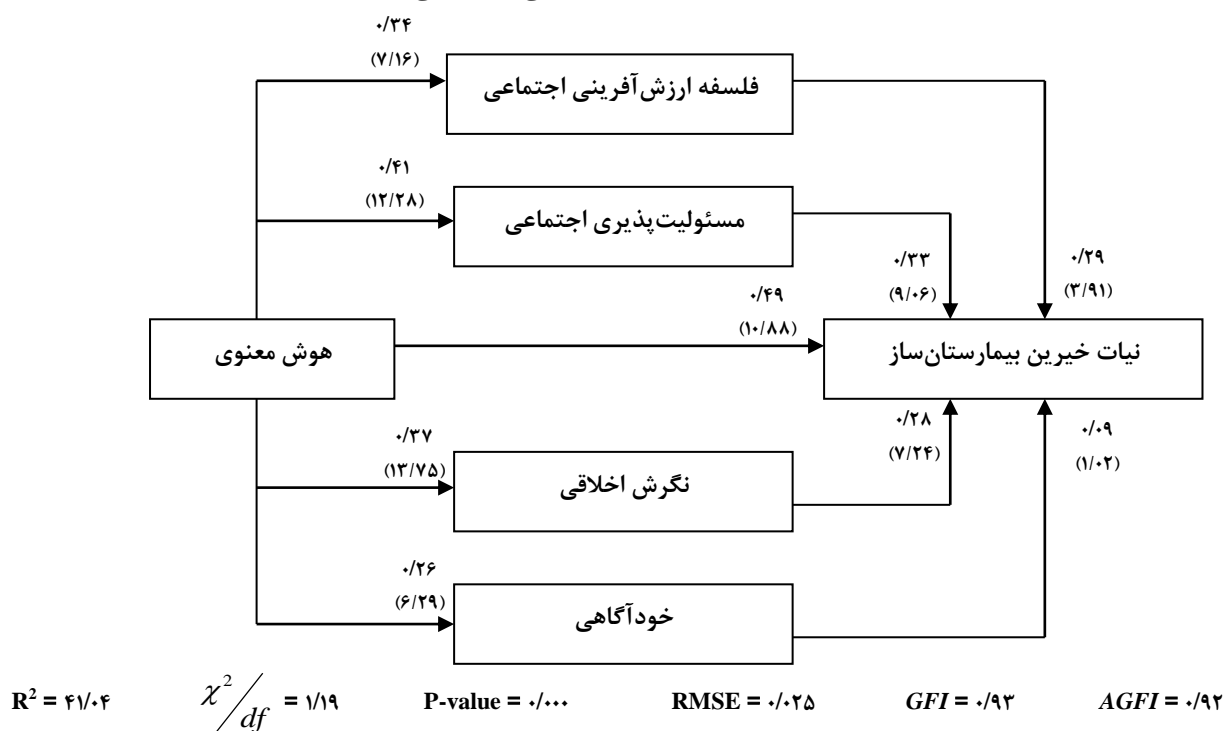 ۰/۳۴
(۷/۱۶)
فلسفه ارزش‌آفرینی اجتماعی
۰/۴۱
(۱۲/۲۸)
مسئولیت‌پذیری اجتماعی
۰/۳۳
(۹/۰۶)
۰/۲۹
(۳/۹۱)
۰/۴۹
(۱۰/۸۸)
هوش معنوی
نیات خیرین بیمارستان‌ساز
۰/۳۷
(۱۳/۷۵)
نگرش اخلاقی
۰/۲۸
(۷/۲۴)
۰/۰۹
(۱/۰۲)
۰/۲۶
(۶/۲۹)
خودآگاهی
R² = ۴۱/۰۴ χ²/df = ۱/۱۹ P-value = ۰/۰۰۰ RMSE = ۰/۰۲۵ GFI = ۰/۹۳ AGFI = ۰/۹۲